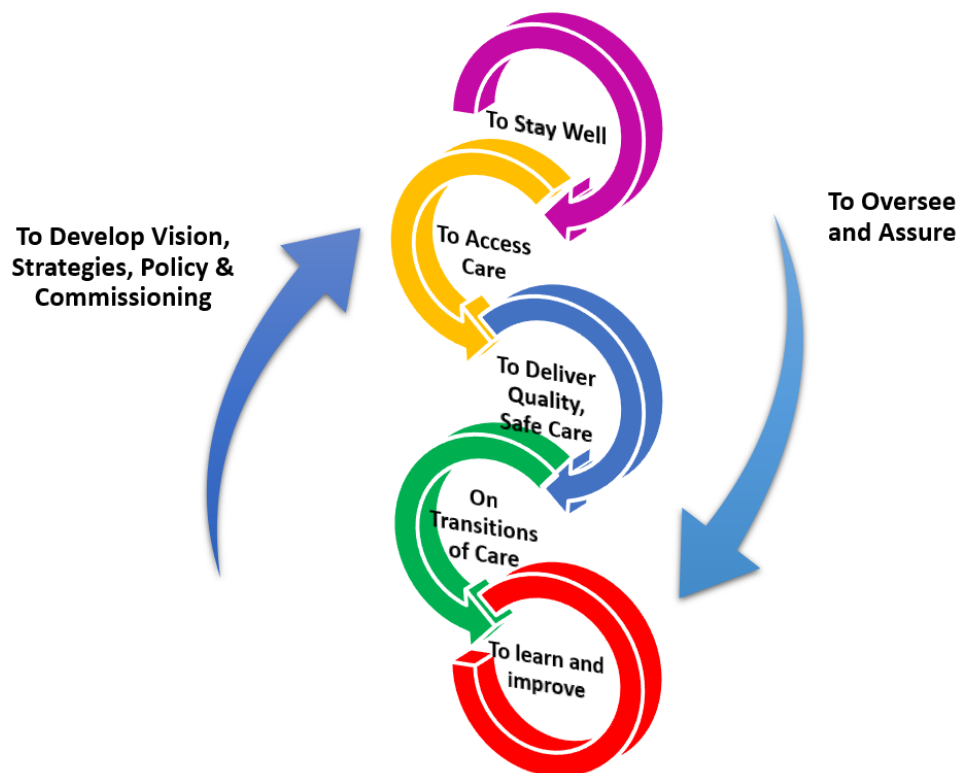 To Stay Well
To Access
Care
To Deliver
Quality,
Safe Care
On
Transitions
of Care
To learn and
improve
To Develop Vision,
Strategies, Policy &
Commissioning
To Oversee
and Assure